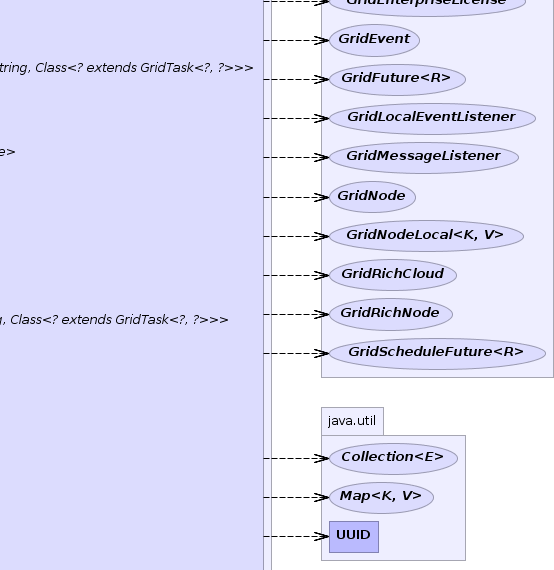 GridEnterpriseLicense
GridEvent
tring, Class<? extends GridTask<?, ?>>>
GridFuture<R>
GridLocalEventListener
e>
GridMessageListener
GridNode
GridNodeLocal<K, V>
GridRichCloud
GridRichNode
g, Class<? extends GridTask<?, ?>>>
GridScheduleFuture<R>
java.util
Collection<E>
Map<K, V>
UUID